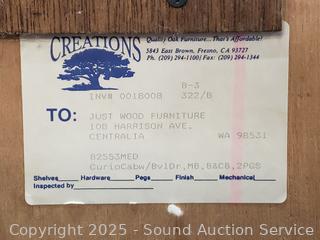 CREATIONS
Quality Oak Furniture... That's Affordable!
5843 East Brown, Fresno, CA 93727
Ph. (209) 294-1100/ Fax (209) 294-1344
B-3
INV# 0018008 322/B
TO: JUST WOOD FURNITURE
108 HARRISON AVE.
CENTRALIA WA 98531
82553MED
CurioCabw/BvlDr,MB,B&CB,2PGS
Shelves Hardware Pegs Finish Mechanical
Inspected by
Copyright 2025 - Sound Auction Service